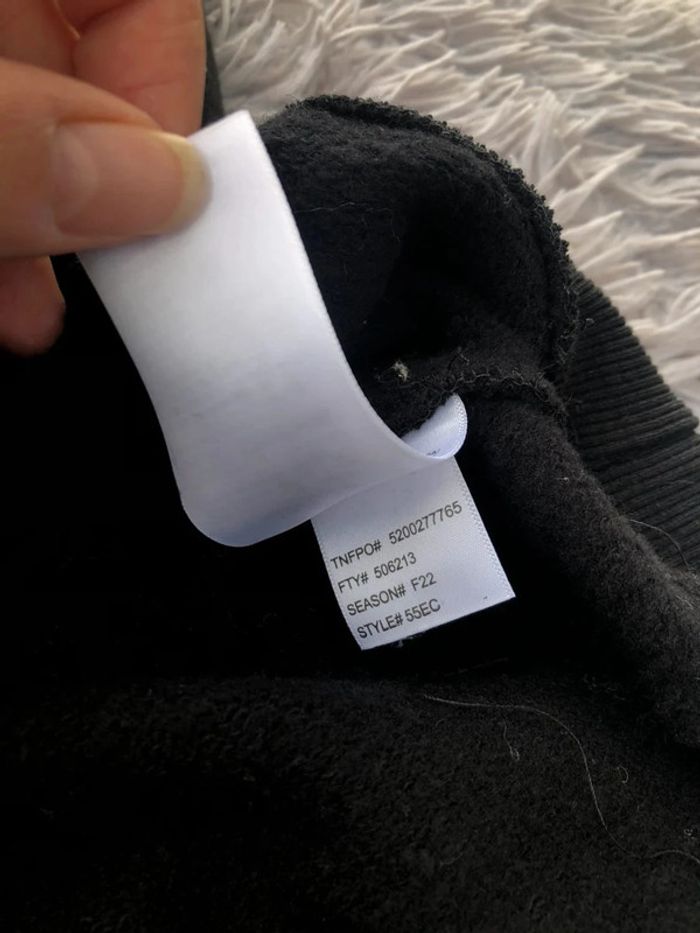 TNFPO# 5200277765
FTY# 506213
SEASON# F22
STYLE# 55EC